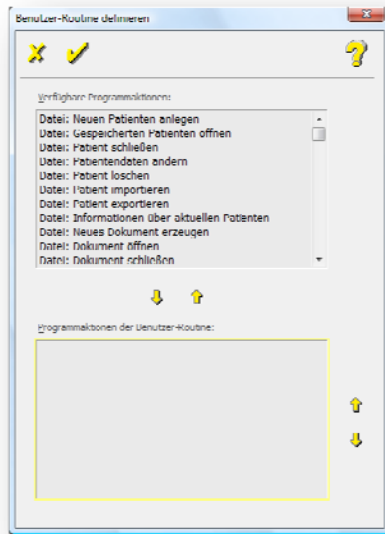 Benutzer-Routine definieren
Verfügbare Programmaktionen:
Datei: Neuen Patienten anlegen
Datei: Gespeicherten Patienten öffnen
Datei: Patient schließen
Datei: Patientendaten ändern
Datei: Patient löschen
Datei: Patient importieren
Datei: Patient exportieren
Datei: Informationen über aktuellen Patienten
Datei: Neues Dokument erzeugen
Datei: Dokument öffnen
Datei: Dokument schließen
Programmaktionen der Benutzer-Routine: